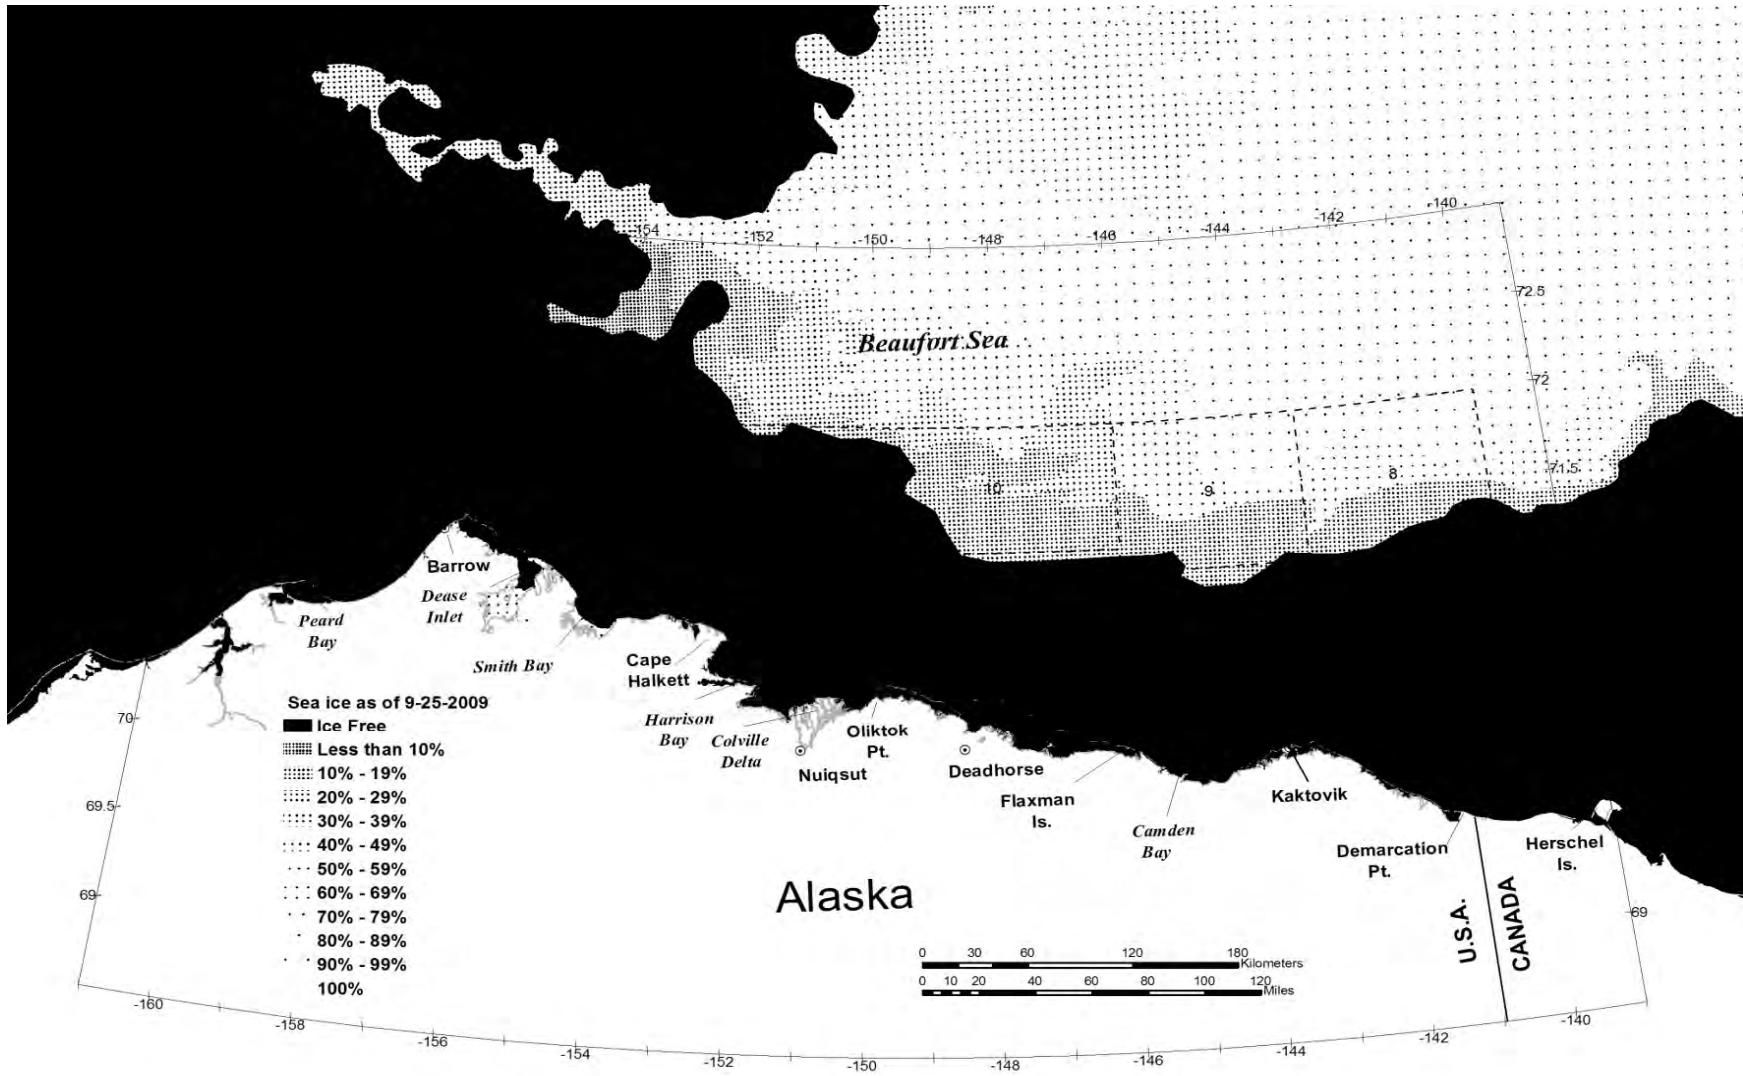 -154
-152
-150
-148
-146
-144
-142
-140
72.5
Beaufort Sea
72
71.5
10
9
8
Barrow
Dease
Inlet
Peard
Bay
Smith Bay
Cape
Halkett
Harrison
Bay
Colville
Delta
Nuiqsut
Oliktok
Pt.
Deadhorse
Flaxman
Is.
Camden
Bay
Kaktovik
Demarcation
Pt.
Herschel
Is.
Alaska
U.S.A.
CANADA
Sea ice as of 9-25-2009
Ice Free
Less than 10%
10% - 19%
20% - 29%
30% - 39%
40% - 49%
50% - 59%
60% - 69%
70% - 79%
80% - 89%
90% - 99%
100%
70
69.5
69
69
0 30 60 120 180
Kilometers
0 10 20 40 60 80 100 120
Miles
-160
-158
-156
-154
-152
-150
-148
-146
-144
-142
-140